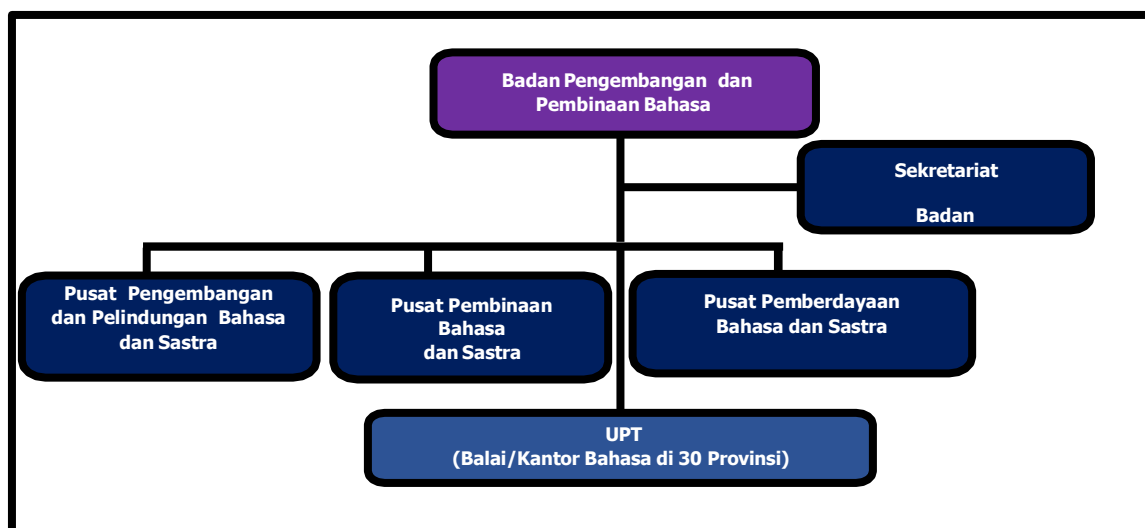 Badan Pengembangan dan
Pembinaan Bahasa
Sekretariat
Badan
Pusat Pengembangan
dan Pelindungan Bahasa
dan Sastra
Pusat Pembinaan
Bahasa
dan Sastra
Pusat Pemberdayaan
Bahasa dan Sastra
UPT
(Balai/Kantor Bahasa di 30 Provinsi)